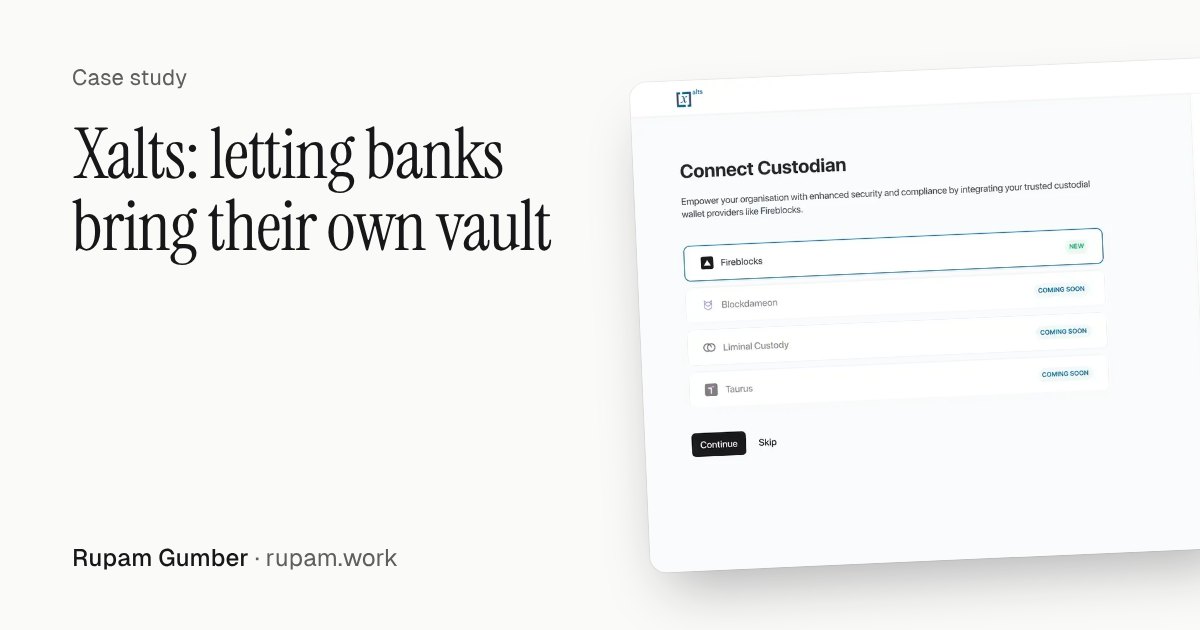 Case study
Xalts: letting banks
bring their own vault
Rupam Gumber · rupam.work
[x] alts
Connect Custodian
Empower your organisation with enhanced security and compliance by integrating your trusted custodial
wallet providers like Fireblocks.
Fireblocks NEW
Blockdameon COMING SOON
Liminal Custody COMING SOON
Taurus COMING SOON
Continue Skip